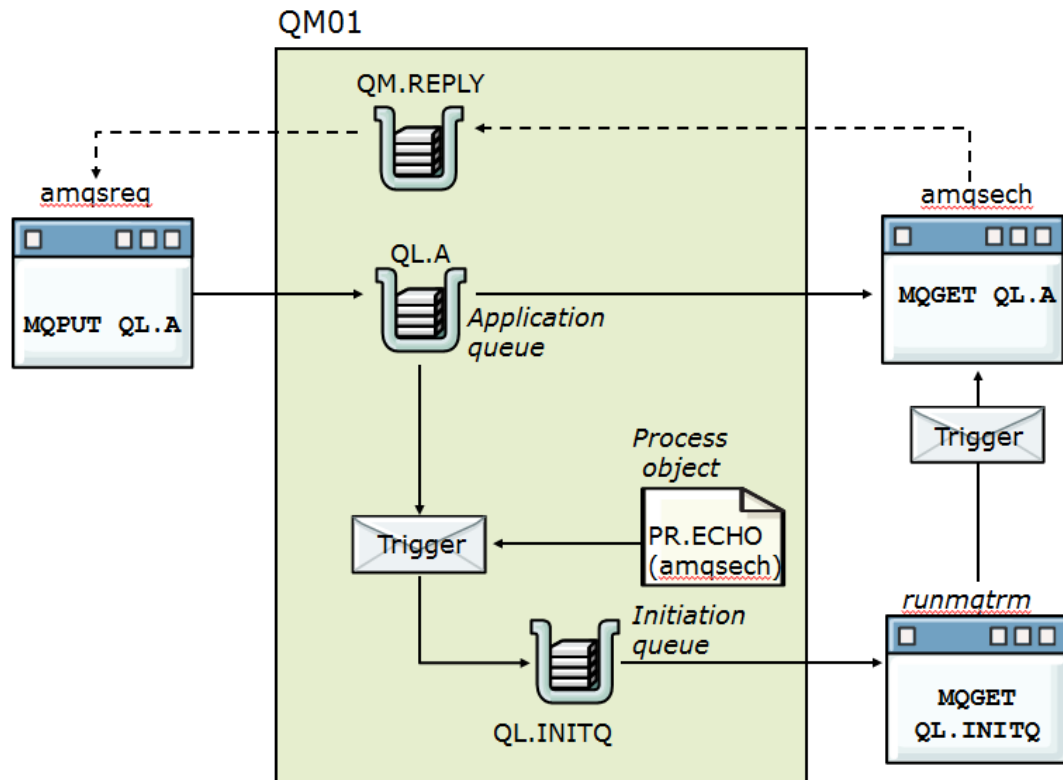 QM01
QM.REPLY
amqsreq
amqsech
QL.A
MQPUT QL.A
Application
queue
MQGET QL.A
Trigger
Process
object
Trigger
PR.ECHO
(amqsech)
runmqtrm
Initiation
queue
QL.INITQ
MQGET
QL.INITQ